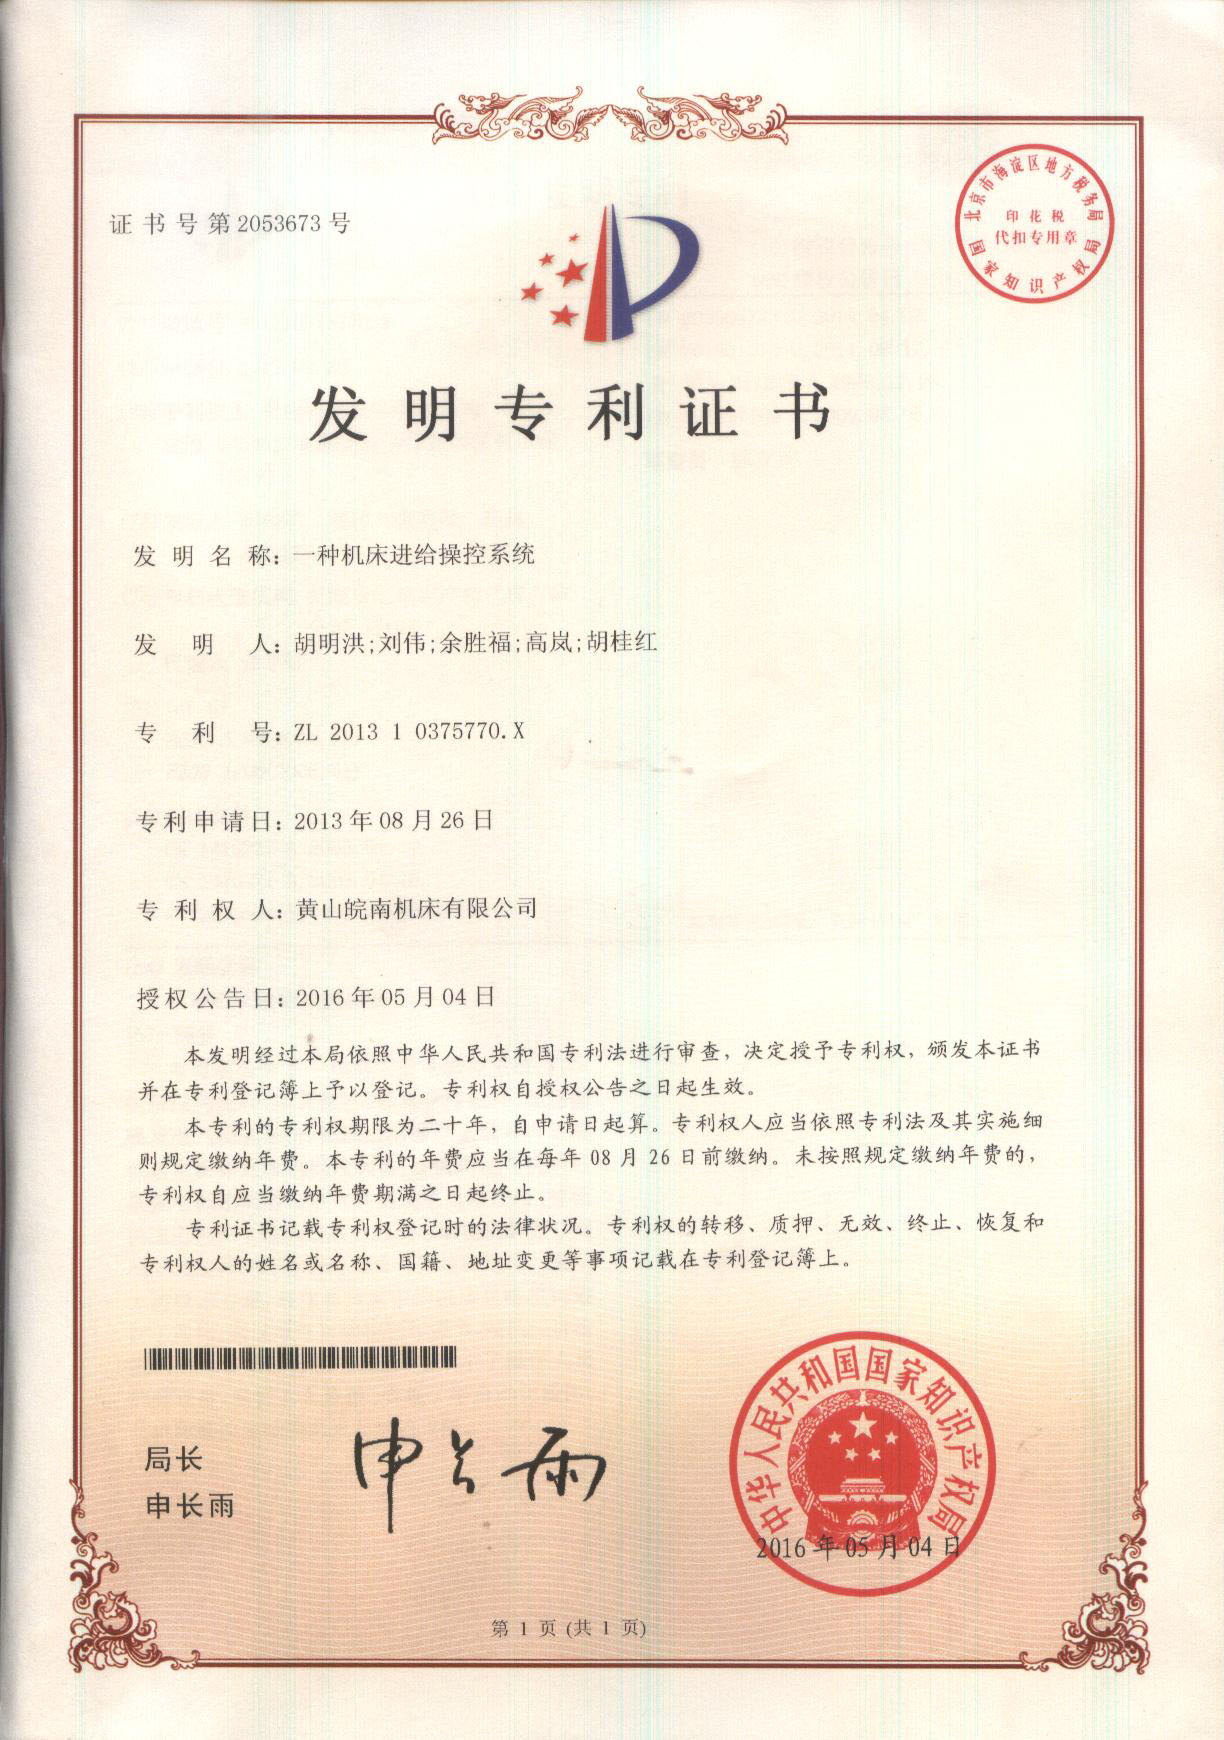 证书号第2053673号
北京市海淀区地方税务局
印花税
代扣专用章
国家知识产权局
发明专利证书
发明名称：一种机床进给操控系统
发明人：胡明洪;刘伟;余胜福;高岚;胡桂红
专利号：ZL 2013 1 0375770.X
专利申请日：2013年08月26日
专利权人：黄山皖南机床有限公司
授权公告日：2016年05月04日
本发明经过本局依照中华人民共和国专利法进行审查，决定授予专利权，颁发本证书
并在专利登记簿上予以登记。专利权自授权公告之日起生效。
本专利的专利权期限为二十年，自申请日起算。专利权人应当依照专利法及其实施细
则规定缴纳年费。本专利的年费应当在每年08月26日前缴纳。未按照规定缴纳年费的，
专利权自应当缴纳年费期满之日起终止。
专利证书记载专利权登记时的法律状况。专利权的转移、质押、无效、终止、恢复和
专利权人的姓名或名称、国籍、地址变更等事项记载在专利登记簿上。
局长
申长雨
申长雨
中华人民共和国国家知识产权局
2016年05月04日
第 1 页 (共 1 页)